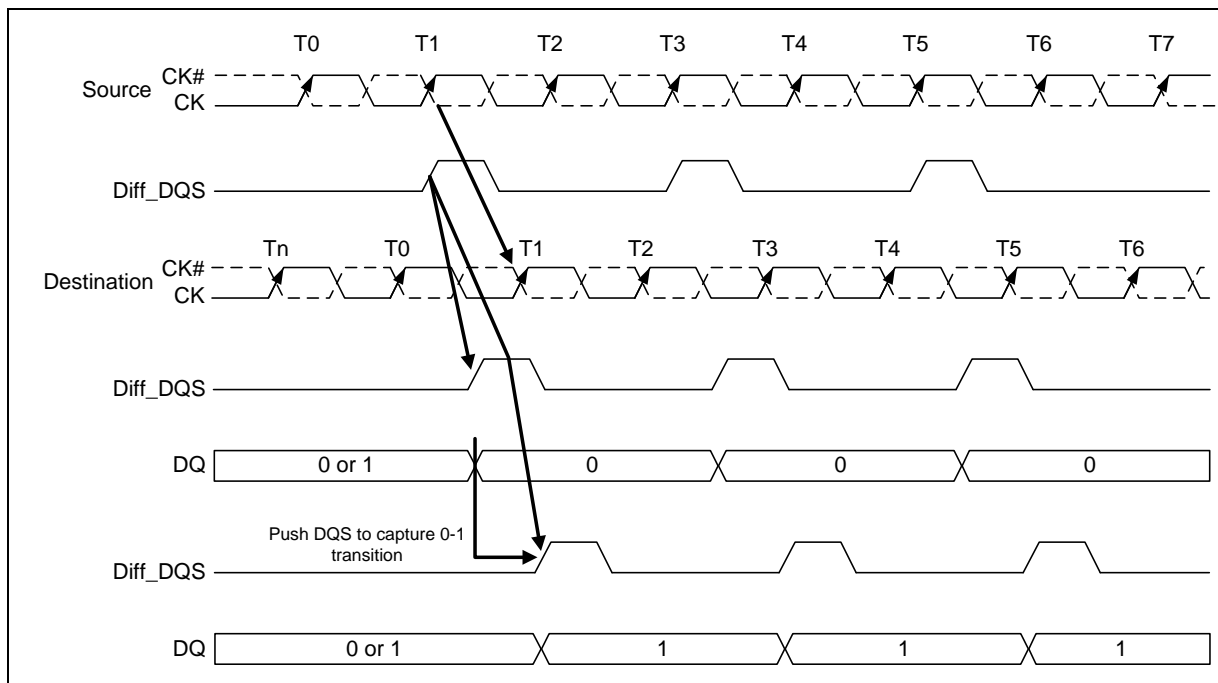 T0 T1 T2 T3 T4 T5 T6 T7
Source CK#
CK
Diff_DQS
Tn T0 T1 T2 T3 T4 T5 T6
Destination CK#
CK
Diff_DQS
DQ 0 or 1 0 0 0
Push DQS to capture 0-1
transition
Diff_DQS
DQ 0 or 1 1 1 1